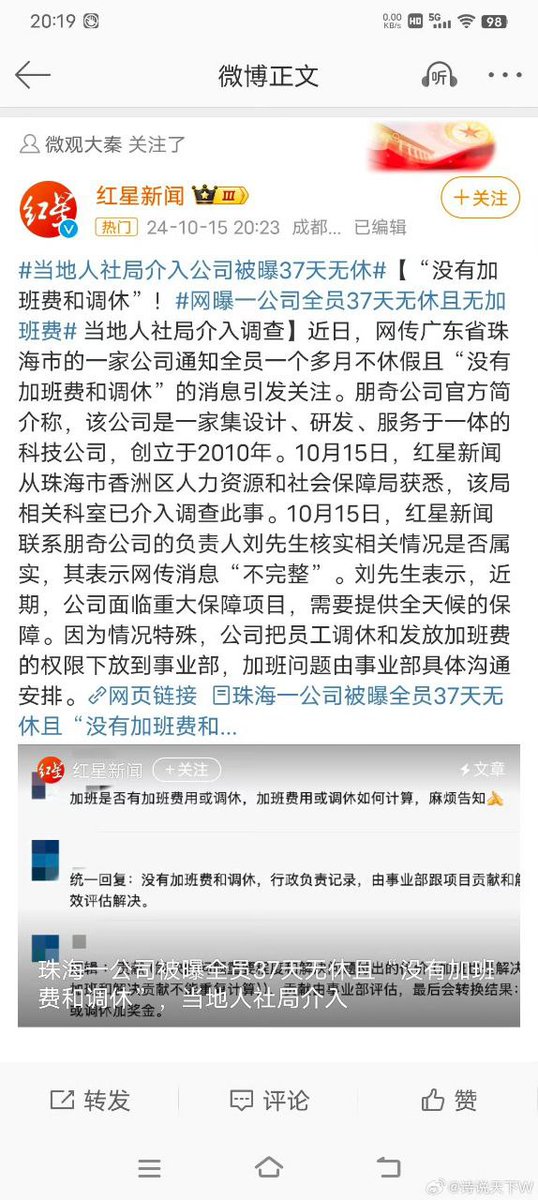 20:19
0.00
KB/s
HD
5G
98
微博正文
听
微观大秦 关注了
红星新闻
III
+关注
热门 24-10-15 20:23 成都... 已编辑
#当地人社局介入公司被曝37天无休#【“没有加
班费和调休”！#网曝一公司全员37天无休且无加
班费# 当地人社局介入调查】近日，网传广东省珠
海市的一家公司通知全员一个多月不休假且“没有
加班费和调休”的消息引发关注。朋奇公司官方简
介称，该公司是一家集设计、研发、服务于一体的
科技公司，创立于2010年。10月15日，红星新闻
从珠海市香洲区人力资源和社会保障局获悉，该局
相关科室已介入调查此事。10月15日，红星新闻
联系朋奇公司的负责人刘先生核实相关情况是否属
实，其表示网传消息“不完整”。刘先生表示，近
期，公司面临重大保障项目，需要提供全天候的保
障。因为情况特殊，公司把员工调休和发放加班费
的权限下放到事业部，加班问题由事业部具体沟通
安排。网页链接 珠海一公司被曝全员37天无
休且“没有加班费和...
红星
红星新闻
+关注
文章
加班是否有加班费用或调休，加班费用或调休如何计算，麻烦告知
统一回复：没有加班费和调休，行政负责记录，由事业部跟项目贡献和
效评估解决。
珠海一公司被曝全员37天无休且“没有加班
费和调休”，当地人社局介入
贡献由事业部评估，最后会转换结果：
或调休加奖金。
转发
评论
赞
@诗说天下W